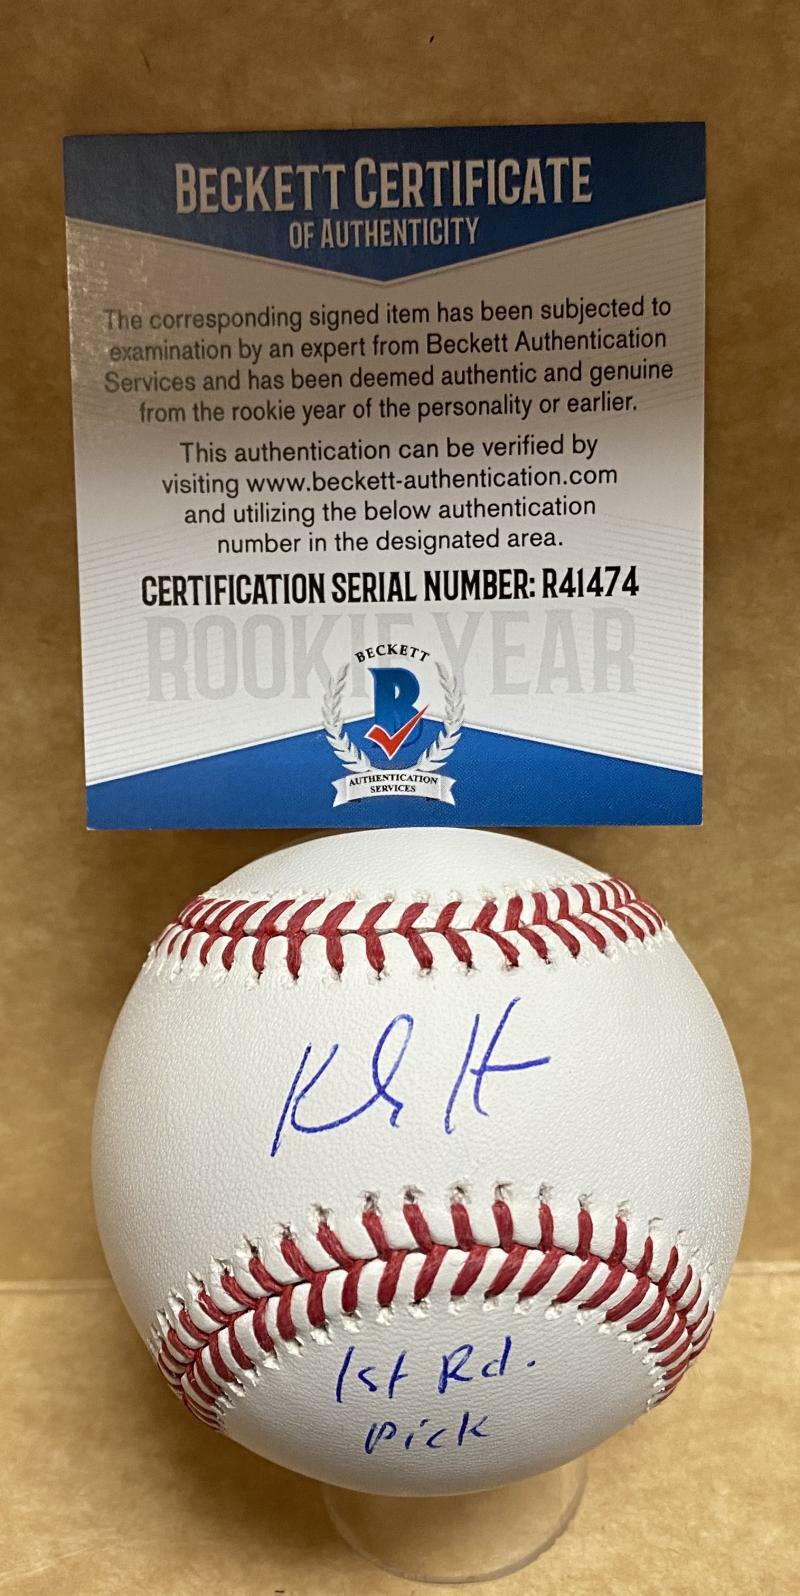 BECKETT CERTIFICATE
OF AUTHENTICITY
The corresponding signed item has been subjected to
examination by an expert from Beckett Authentication
Services and has been deemed authentic and genuine
from the rookie year of the personality or earlier.
This authentication can be verified by
visiting www.beckett-authentication.com
and utilizing the below authentication
number in the designated area.
CERTIFICATION SERIAL NUMBER: R41474
ROOKIE YEAR
BECKETT
B
AUTHENTICATION
SERVICES
1st Rd.
Pick